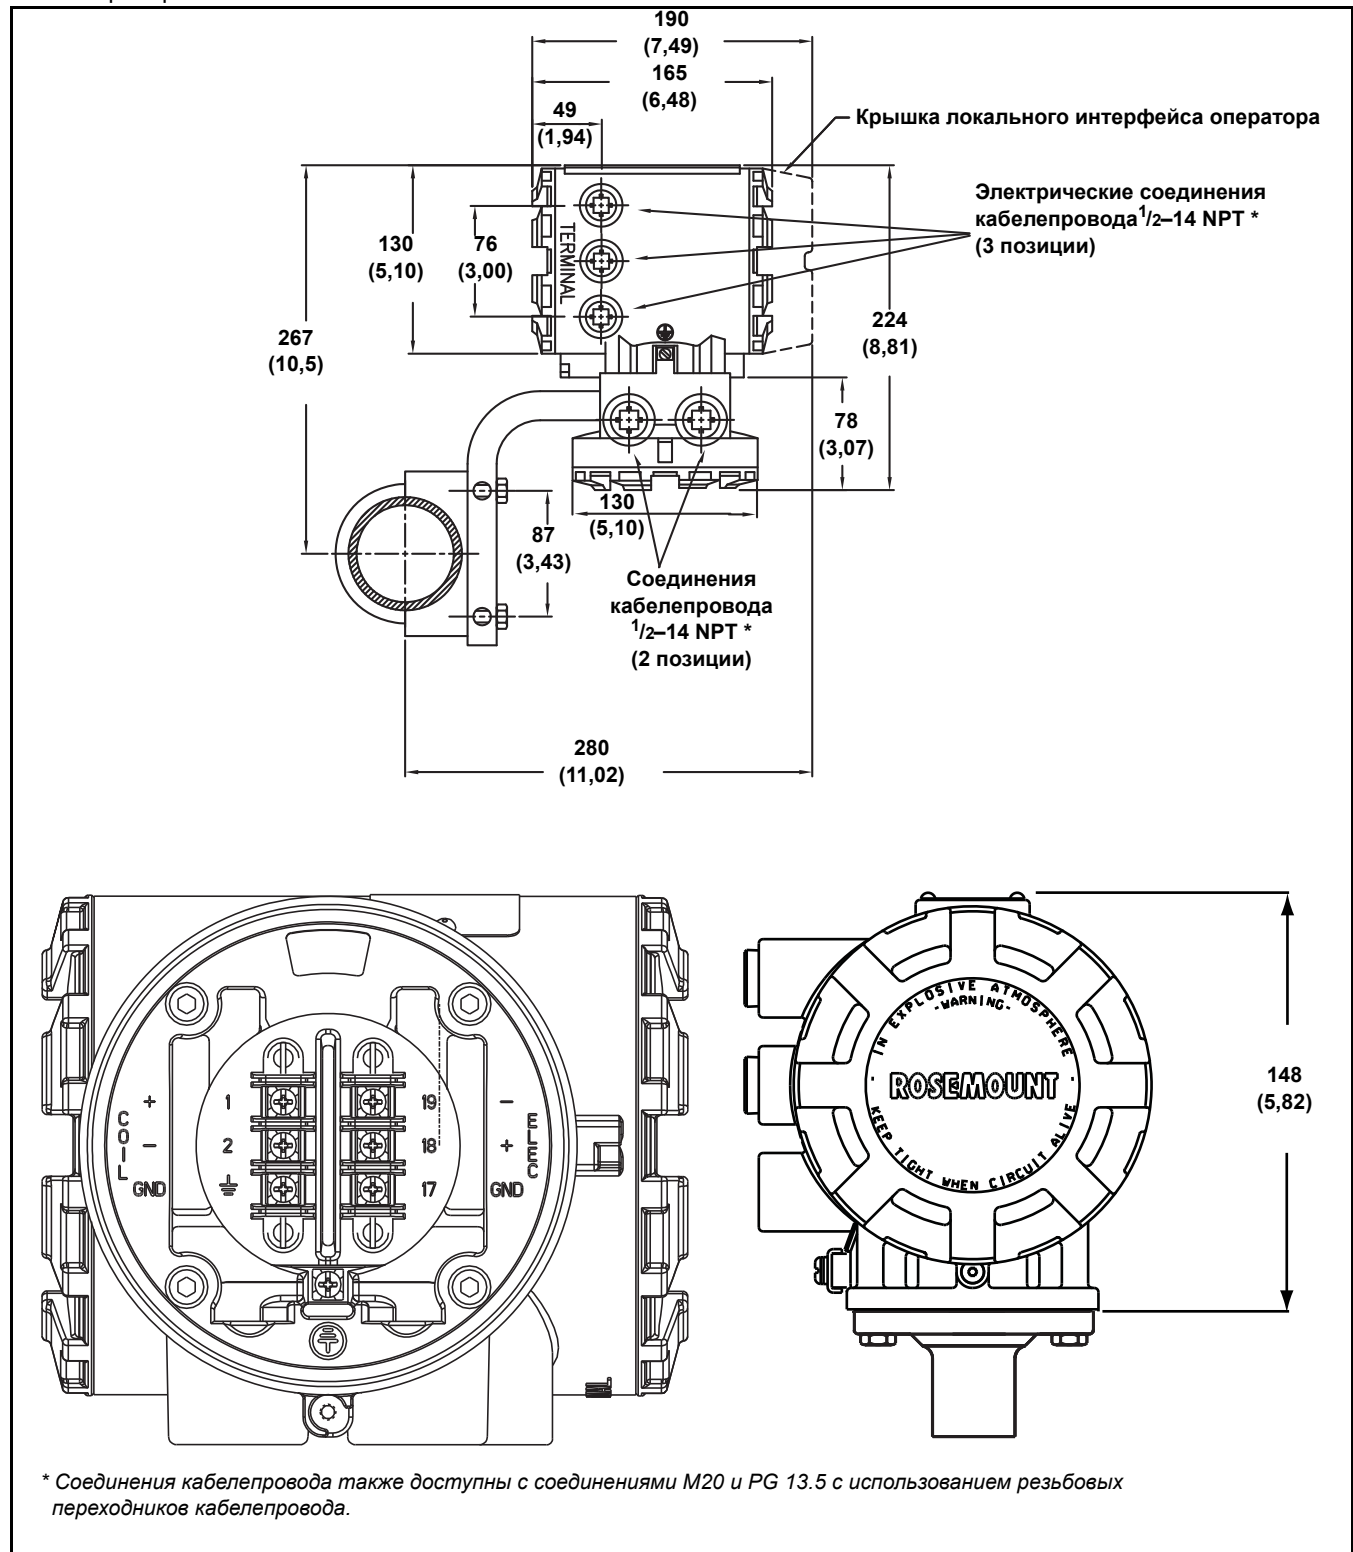 190
(7,49)
165
(6,48)
49
(1,94)
Крышка локального интерфейса оператора
Электрические соединения
кабелепровода 1/2–14 NPT *
(3 позиции)
130
(5,10)
76
(3,00)
TERMINAL
267
(10,5)
224
(8,81)
78
(3,07)
130
(5,10)
87
(3,43)
Соединения
кабелепровода
1/2–14 NPT *
(2 позиции)
280
(11,02)
COIL
+
-
GND
1
2
19
18
17
-
+
GND
ELEC
IN EXPLOSIVE ATMOSPHERE
-WARNING-
ROSEMOUNT
KEEP TIGHT WHEN CIRCUIT ALIVE
148
(5,82)
* Соединения кабелепровода также доступны с соединениями M20 и PG 13.5 с использованием резьбовых
переходников кабелепровода.